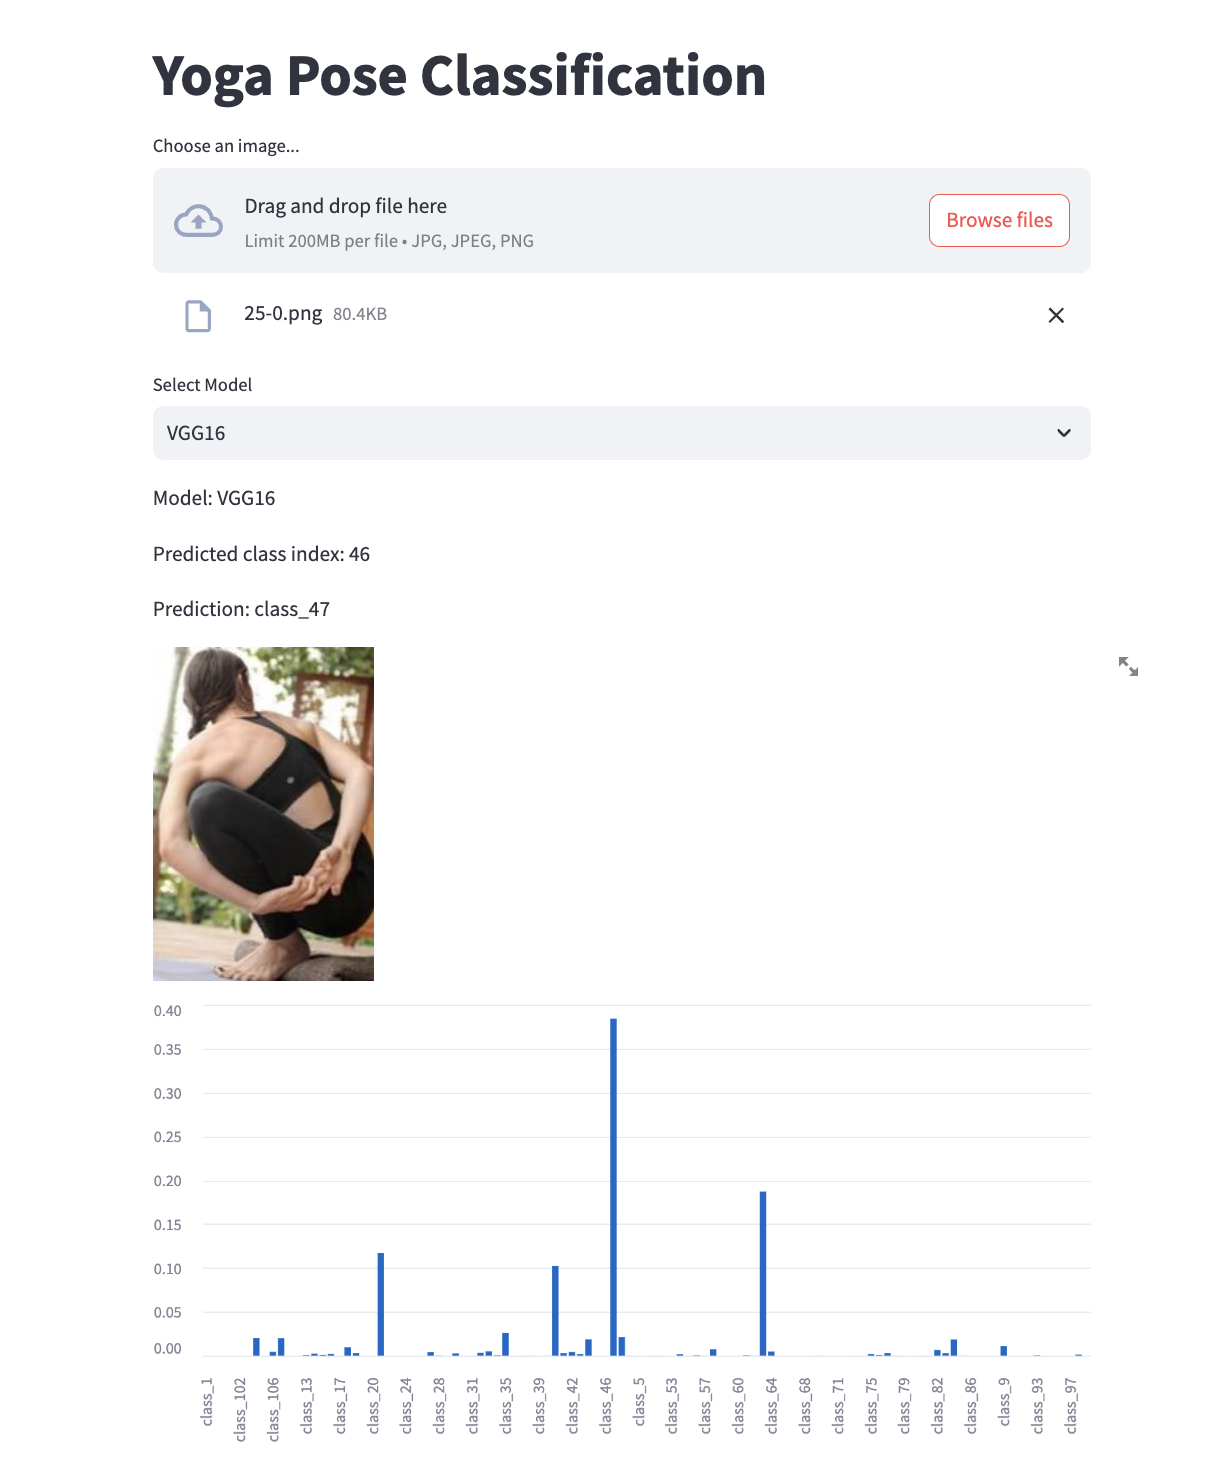 Yoga Pose Classification
Choose an image...
Drag and drop file here
Limit 200MB per file • JPG, JPEG, PNG
Browse files
25-0.png 80.4KB
Select Model
VGG16
Model: VGG16
Predicted class index: 46
Prediction: class_47
0.40
0.35
0.30
0.25
0.20
0.15
0.10
0.05
0.00
class_1
class_102
class_106
class_13
class_17
class_20
class_24
class_28
class_31
class_35
class_39
class_42
class_46
class_5
class_53
class_57
class_60
class_64
class_68
class_71
class_75
class_79
class_82
class_86
class_9
class_93
class_97